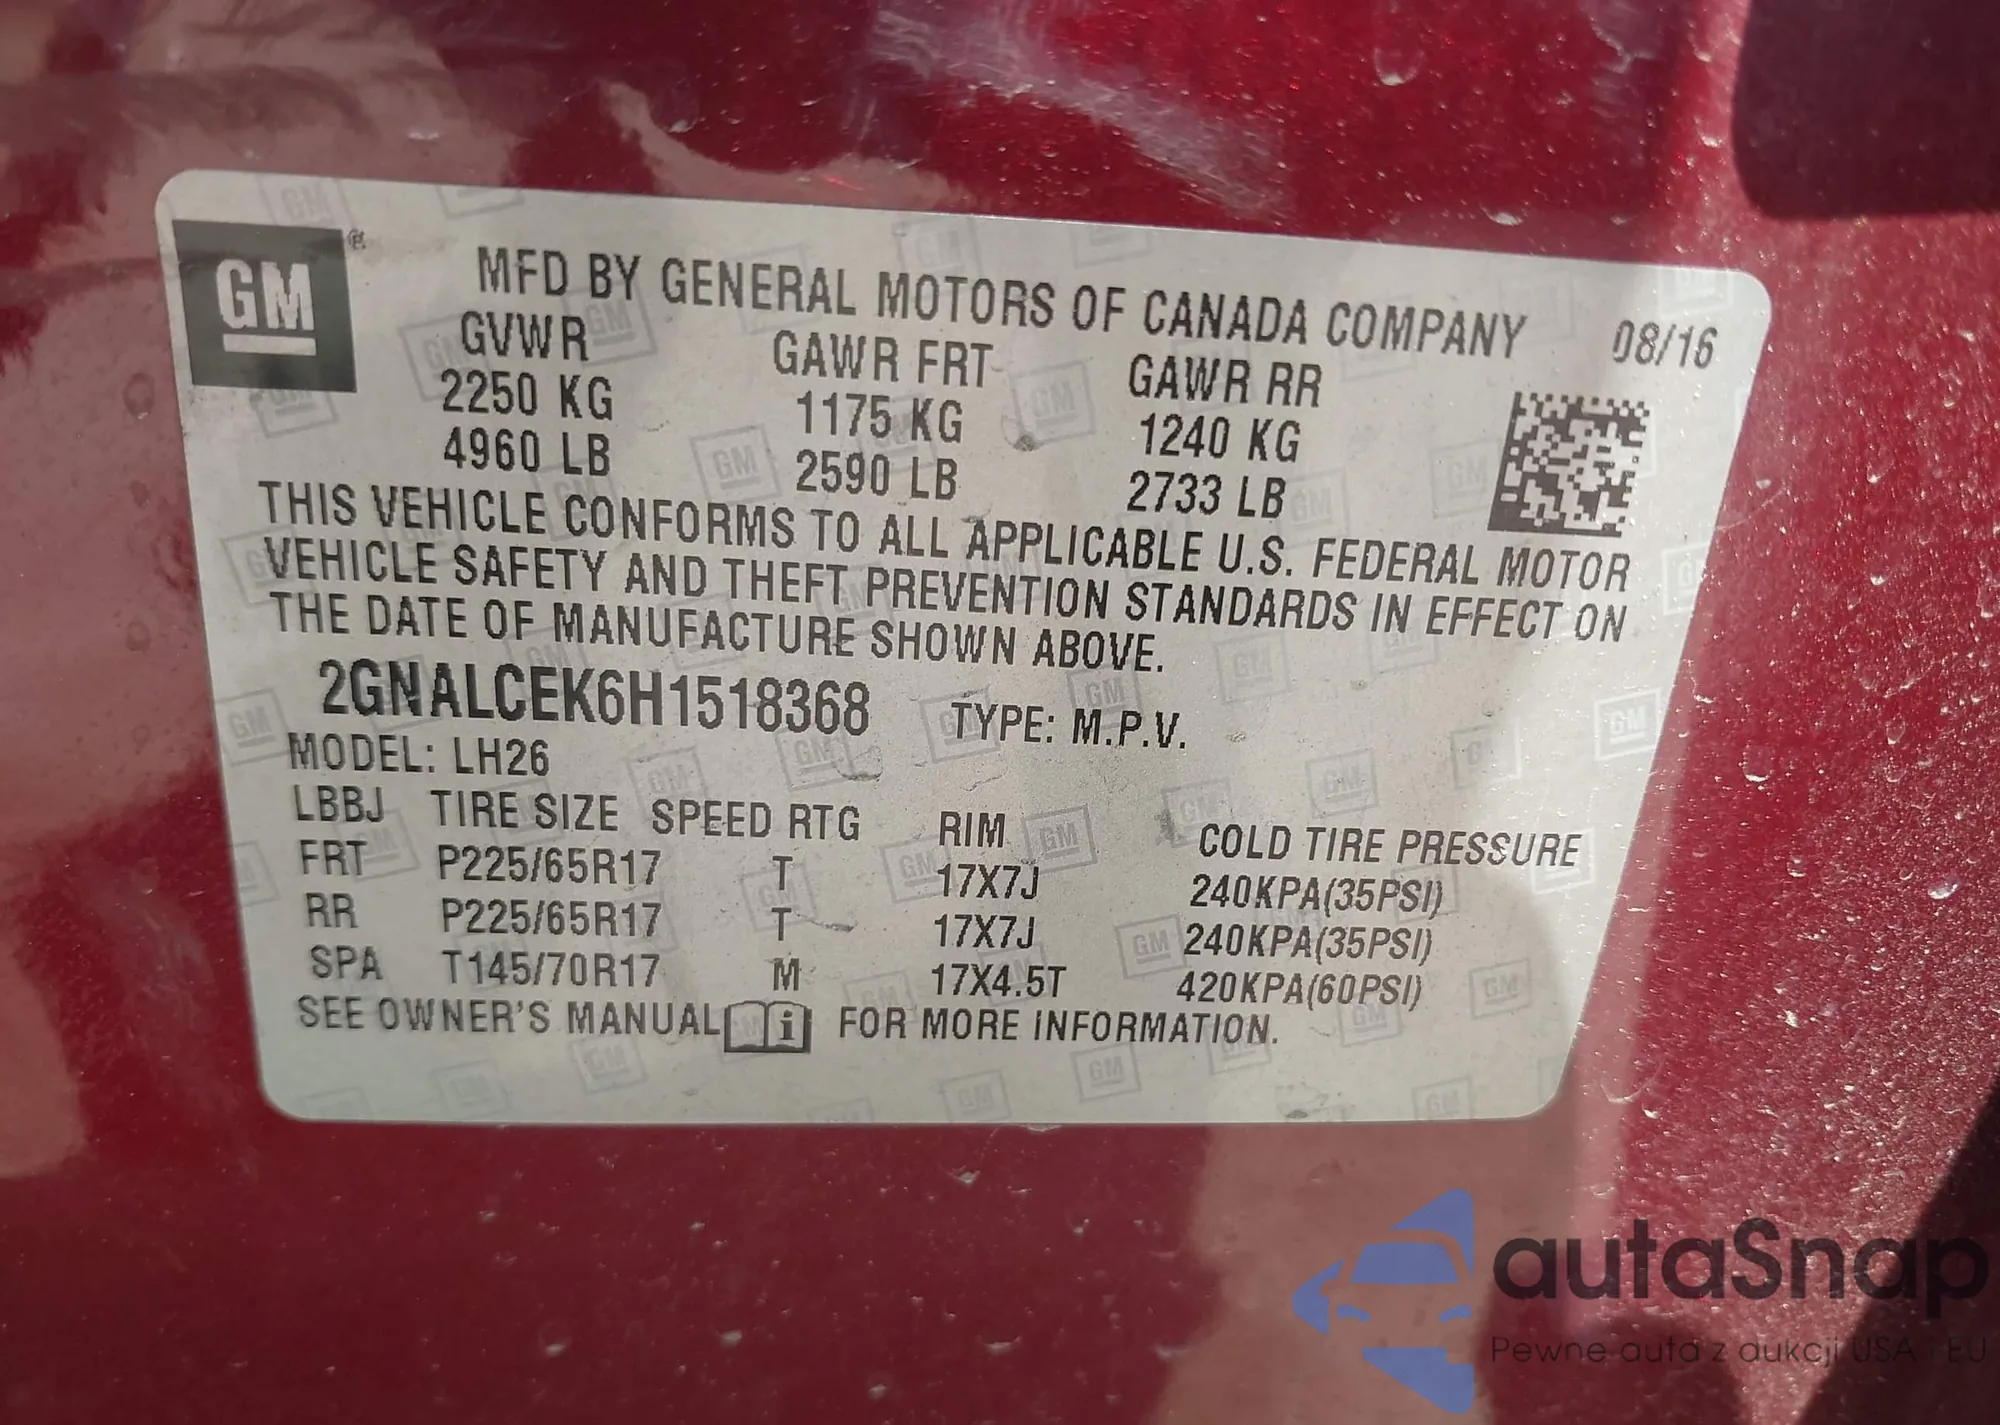 GM
MFD BY GENERAL MOTORS OF CANADA COMPANY 08/16
GVWR GAWR FRT GAWR RR
2250 KG 1175 KG 1240 KG
4960 LB 2590 LB 2733 LB
THIS VEHICLE CONFORMS TO ALL APPLICABLE U.S. FEDERAL MOTOR
VEHICLE SAFETY AND THEFT PREVENTION STANDARDS IN EFFECT ON
THE DATE OF MANUFACTURE SHOWN ABOVE.
2GNALCEK6H1518368 TYPE: M.P.V.
MODEL: LH26
LBBJ TIRE SIZE SPEED RTG RIM COLD TIRE PRESSURE
FRT P225/65R17 T 17X7J 240KPA(35PSI)
RR P225/65R17 T 17X7J 240KPA(35PSI)
SPA T145/70R17 M 17X4.5T 420KPA(60PSI)
SEE OWNER'S MANUAL i FOR MORE INFORMATION.
autaSnap
Pewne auta z aukcji USA i EU